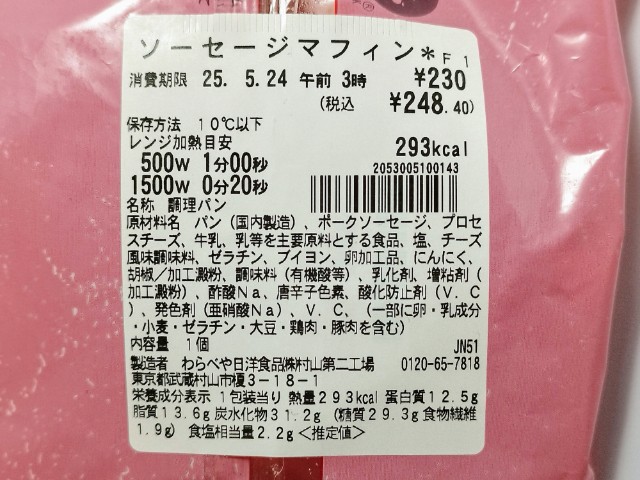 ソーセージマフィン*F1
消費期限 25. 5.24 午前 3時 ¥230
(税込 ¥248.40)
保存方法 10℃以下
レンジ加熱目安 293kcal
500W 1分00秒
2053005100143
1500W 0分20秒
名称 調理パン
原材料名 パン(国内製造)、ポークソーセージ、プロセ
スチーズ、牛乳、乳等を主要原料とする食品、塩、チーズ
風味調味料、ゼラチン、ブイヨン、卵加工品、にんにく、
胡椒/加工澱粉、調味料(有機酸等)、乳化剤、増粘剤(
加工澱粉)、酢酸Na、唐辛子色素、酸化防止剤(V.C
)、発色剤(亜硝酸Na)、V.C、(一部に卵・乳成分
・小麦・ゼラチン・大豆・鶏肉・豚肉を含む)
内容量 1個 JN51
製造者 わらべや日洋食品㈱村山第二工場 0120-65-7818
東京都武蔵村山市榎3-18-1
栄養成分表示 1包装当り 熱量293kcal 蛋白質12.5g
脂質13.6g 炭水化物31.2g (糖質29.3g 食物繊維
1.9g) 食塩相当量2.2g<推定値>